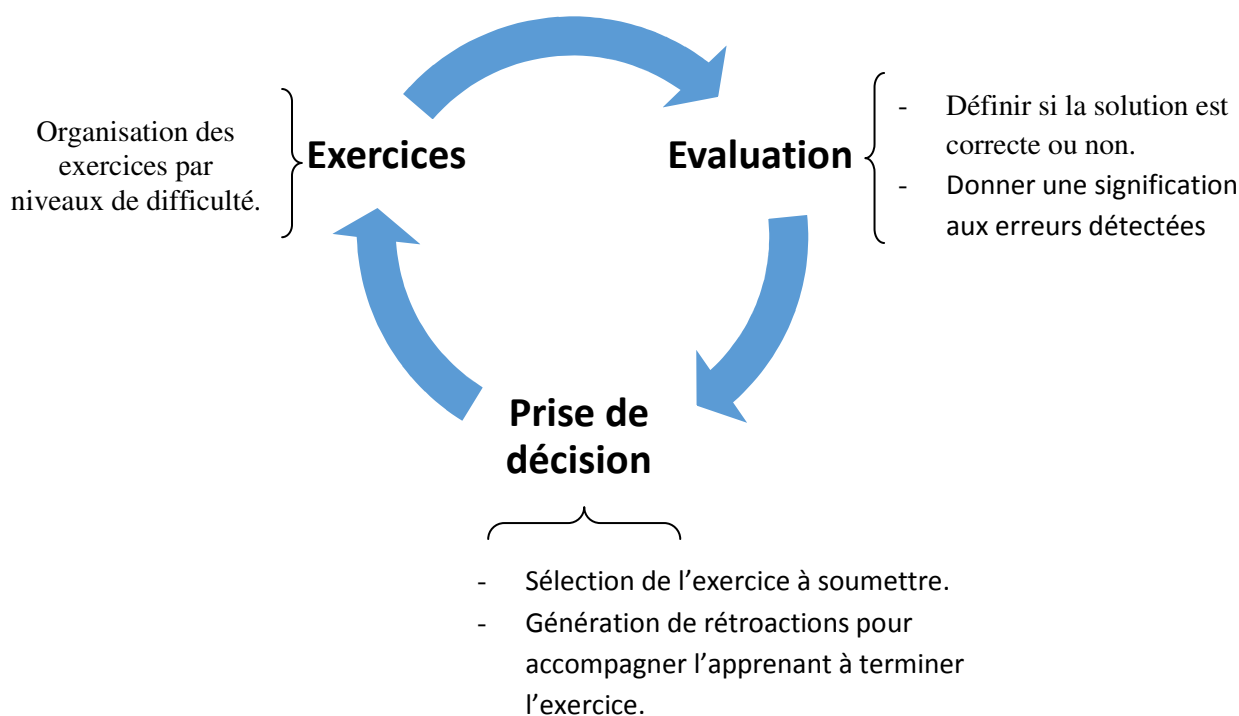 Organisation des
exercices par
niveaux de difficulté.
Exercices
Evaluation
- Définir si la solution est
correcte ou non.
- Donner une signification
aux erreurs détectées
Prise de
décision
- Sélection de l’exercice à soumettre.
- Génération de rétroactions pour
accompagner l’apprenant à terminer
l’exercice.